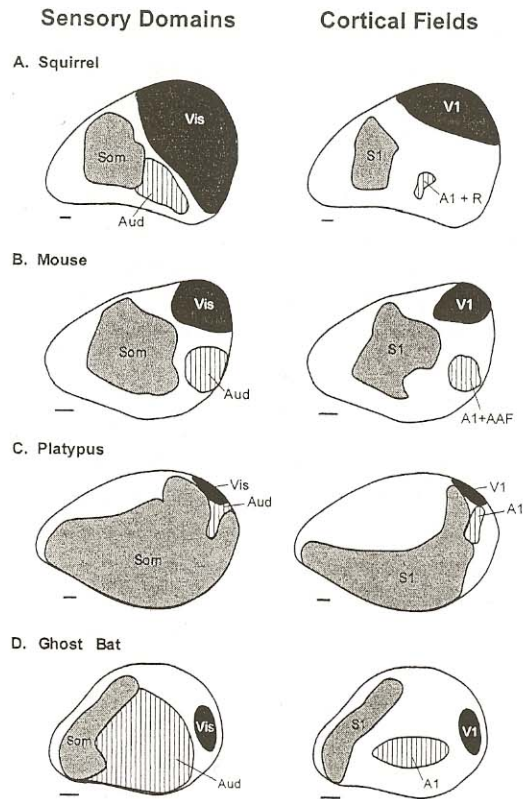 Sensory Domains
Cortical Fields
A. Squirrel
Vis
Som
Aud
V1
S1
A1 + R
B. Mouse
Vis
Som
Aud
V1
S1
A1+AAF
C. Platypus
Vis
Aud
Som
V1
A1
S1
D. Ghost Bat
Som
Vis
Aud
S1
V1
A1